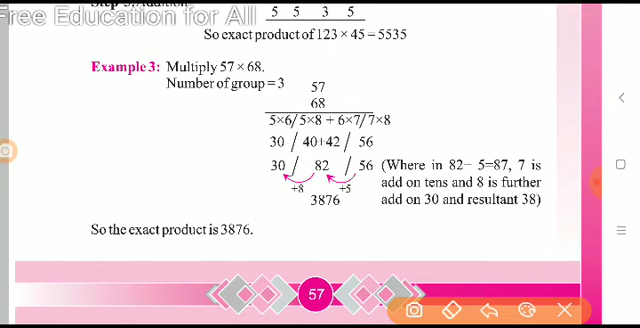 Step 3: Addition
Free Education for All
5 5 3 5
So exact product of 123 × 45 = 5535
Example 3: Multiply 57 × 68.
Number of group = 3
57
68
5×6/5×8 + 6×7/7×8
30 / 40+42 / 56
30 / 82 / 56 (Where in 82– 5=87, 7 is
+8 +5 add on tens and 8 is further
3876 add on 30 and resultant 38)
So the exact product is 3876.
57